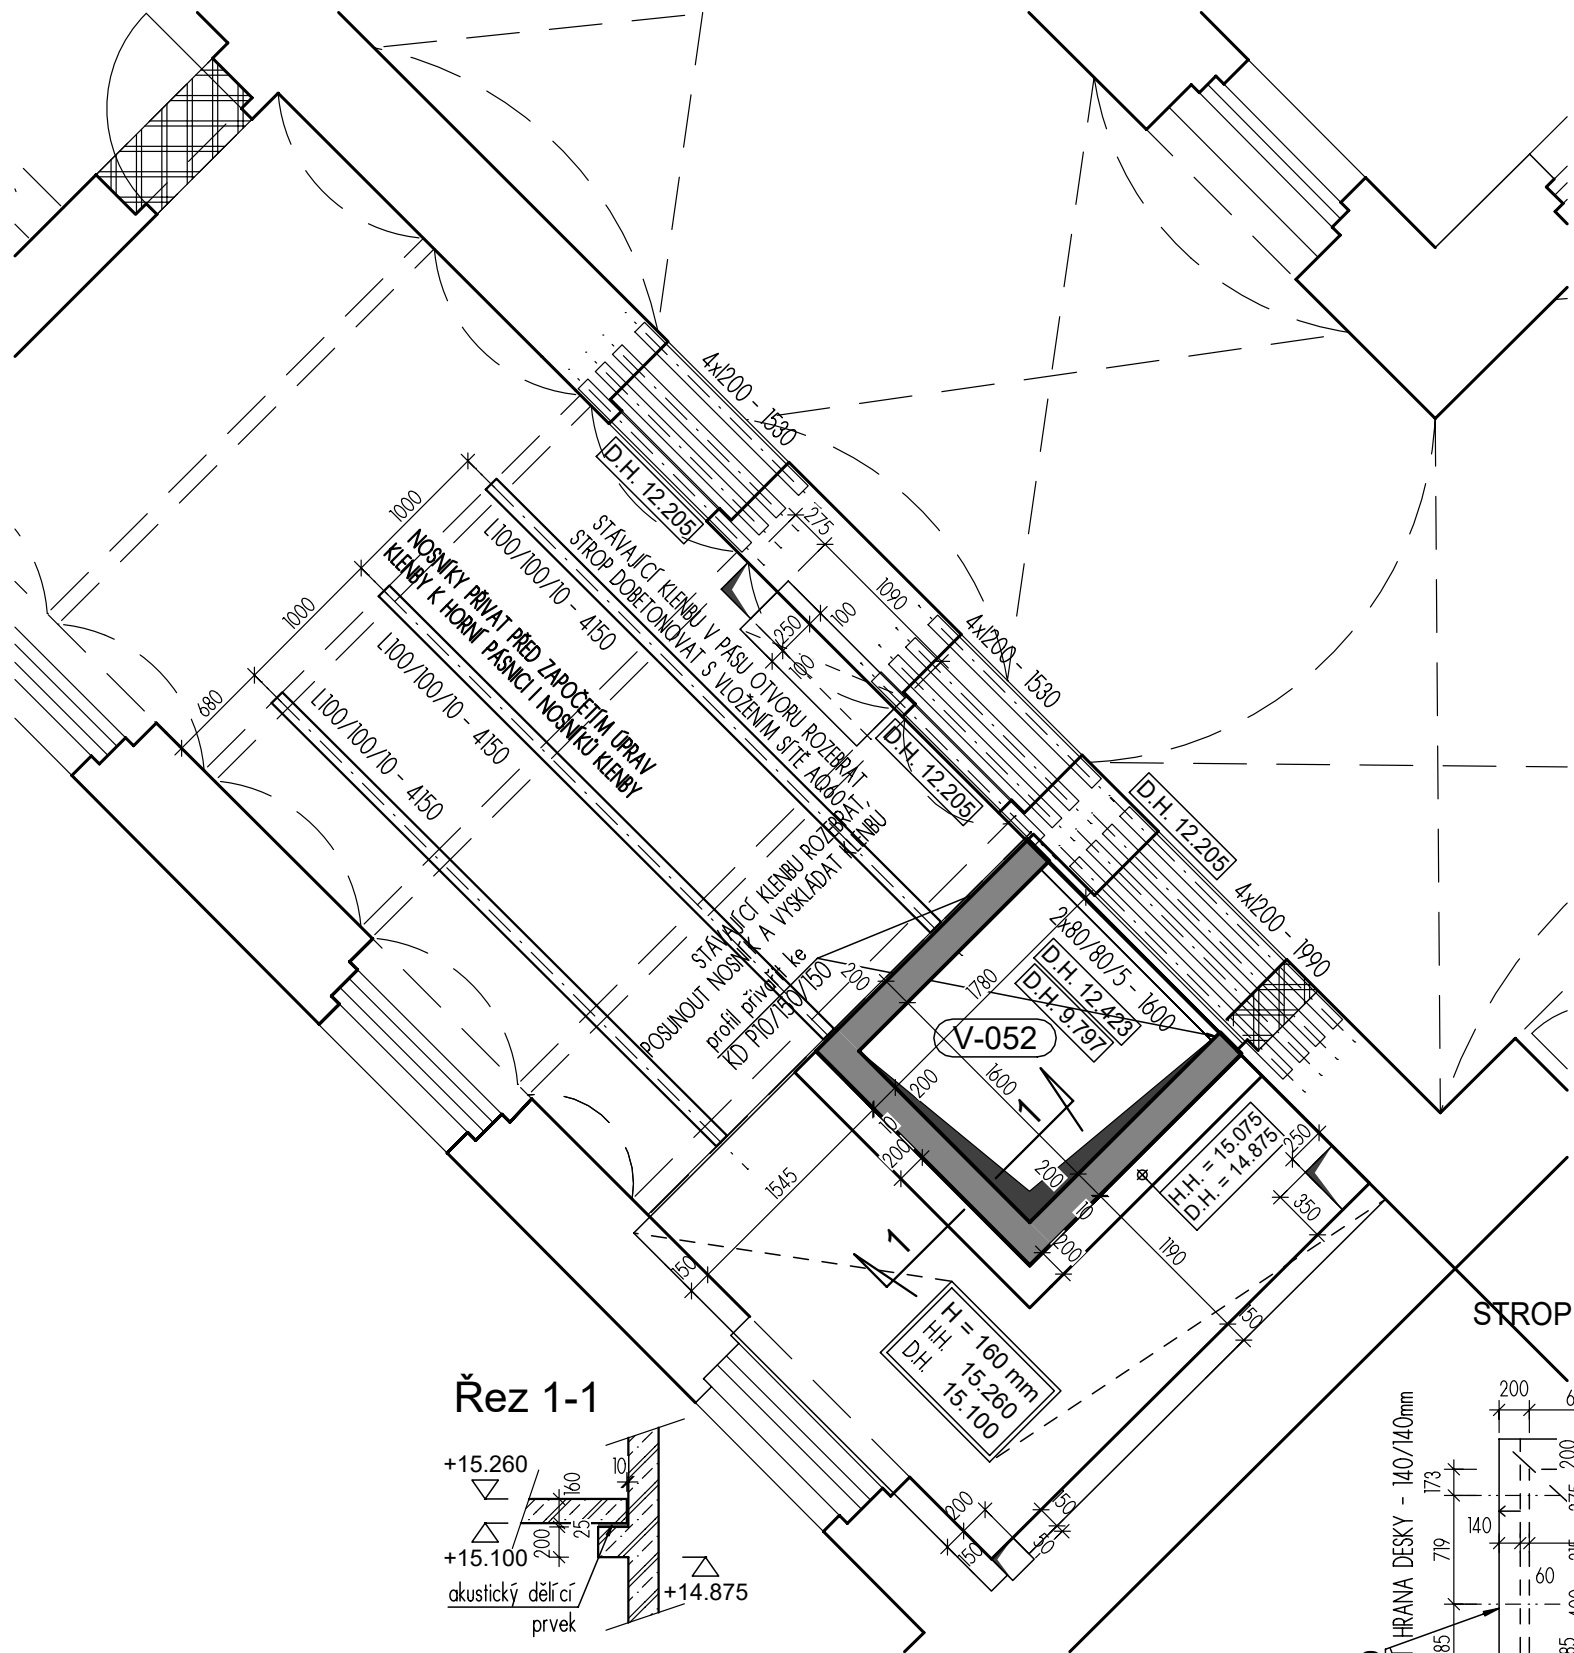 4xI200 - 1530
D.H. 12.205
275
1000
L100/100/10 - 4150
STÁVAJÍCÍ KLENBU V PÁSU OTVORU ROZEBRAT
STROP DOBETONOVAT S VLOŽENÍM SÍTĚ AQ60
NOSNÍKY PŘIVAT PŘED ZAPOČETÍM ÚPRAV
KLENBY K HORNÍ PÁSNICI I NOSNÍKŮ KLENBY
1090
4xI200 - 1530
100
250
100
1000
L100/100/10 - 4150
680
L100/100/10 - 4150
D.H. 12.205
D.H. 12.205
4xI200 - 1990
STÁVAJÍCÍ KLENBU ROZEBRAT,
POSUNOUT NOSNÍK A VYSKLÁDAT KLENBU
profil přivařit ke
KD P10/150/150
2x80/80/5 - 1600
D.H. 12.423
D.H. 9.797
200
1780
V-052
1600
200
1
10
200
H.H. = 15.075
D.H. = 14.875
250
350
1545
200
10
200
1190
1
150
150
H = 160 mm
H.H. 15.260
D.H. 15.100
STROP
Řez 1-1
+15.260
160
10
25
200
+15.100
+14.875
akustický dělící
prvek
200
150
150
50
200
6
HRANA DESKY - 140/140mm
173
719
85
140
60
200